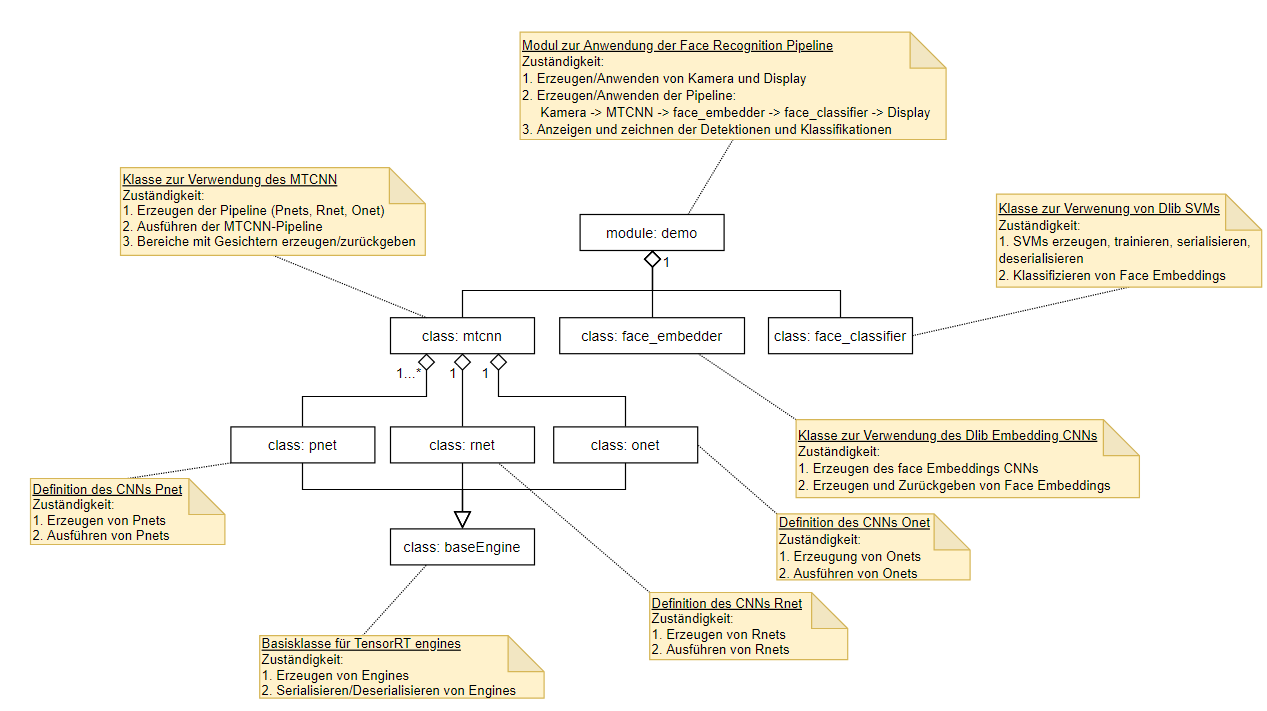 Modul zur Anwendung der Face Recognition Pipeline
Zuständigkeit:
1. Erzeugen/Anwenden von Kamera und Display
2. Erzeugen/Anwenden der Pipeline:
Kamera -> MTCNN -> face_embedder -> face_classifier -> Display
3. Anzeigen und zeichnen der Detektionen und Klassifikationen
Klasse zur Verwendung des MTCNN
Zuständigkeit:
1. Erzeugen der Pipeline (Pnets, Rnet, Onet)
2. Ausführen der MTCNN-Pipeline
3. Bereiche mit Gesichtern erzeugen/zurückgeben
Klasse zur Verwenung von Dlib SVMs
Zuständigkeit:
1. SVMs erzeugen, trainieren, serialisieren,
deserialisieren
2. Klassifizieren von Face Embeddings
module: demo
1
class: mtcnn
class: face_embedder
class: face_classifier
1...*
1
1
class: pnet
class: rnet
class: onet
Klasse zur Verwendung des Dlib Embedding CNNs
Zuständigkeit:
1. Erzeugen des face Embeddings CNNs
2. Erzeugen und Zurückgeben von Face Embeddings
Definition des CNNs Pnet
Zuständigkeit:
1. Erzeugen von Pnets
2. Ausführen von Pnets
class: baseEngine
Definition des CNNs Onet
Zuständigkeit:
1. Erzeugung von Onets
2. Ausführen von Onets
Definition des CNNs Rnet
Zuständigkeit:
1. Erzeugen von Rnets
2. Ausführen von Rnets
Basisklasse für TensorRT engines
Zuständigkeit:
1. Erzeugen von Engines
2. Serialisieren/Deserialisieren von Engines